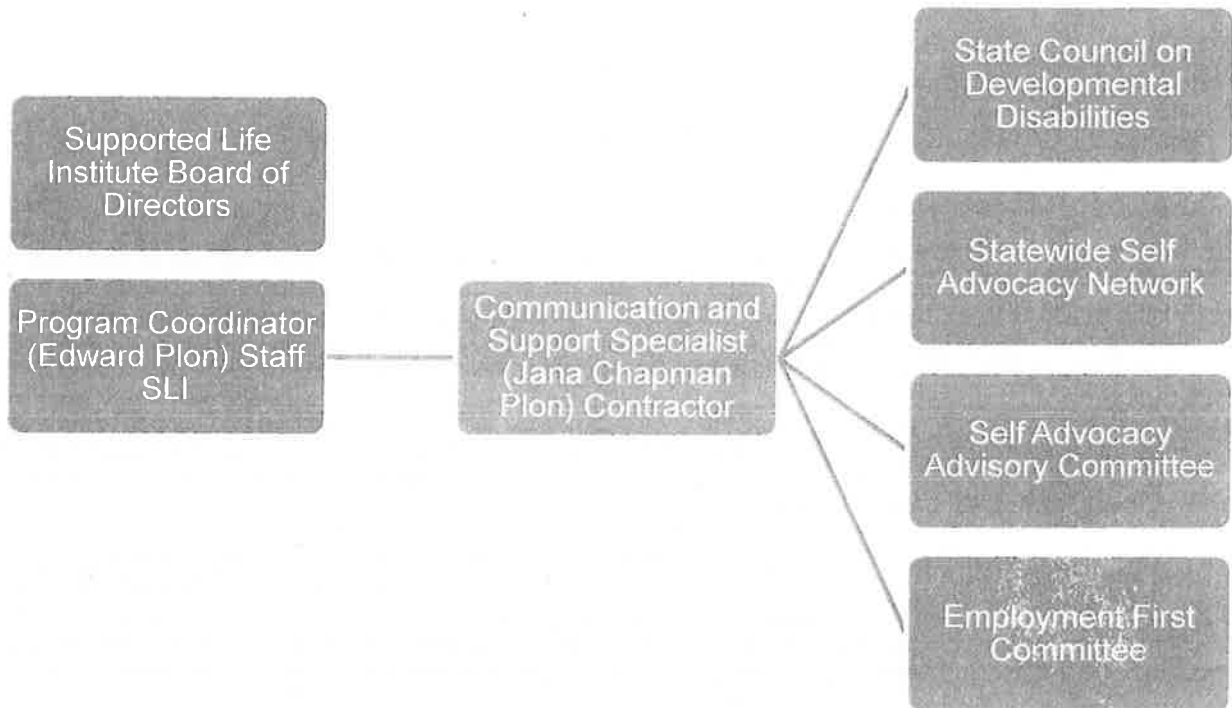 Supported Life
Institute Board of
Directors
Program Coordinator
(Edward Plon) Staff
SLI
Communication and
Support Specialist
(Jana Chapman
Plon) Contractor
State Council on
Developmental
Disabilities
Statewide Self
Advocacy Network
Self Advocacy
Advisory Committee
Employment First
Committee